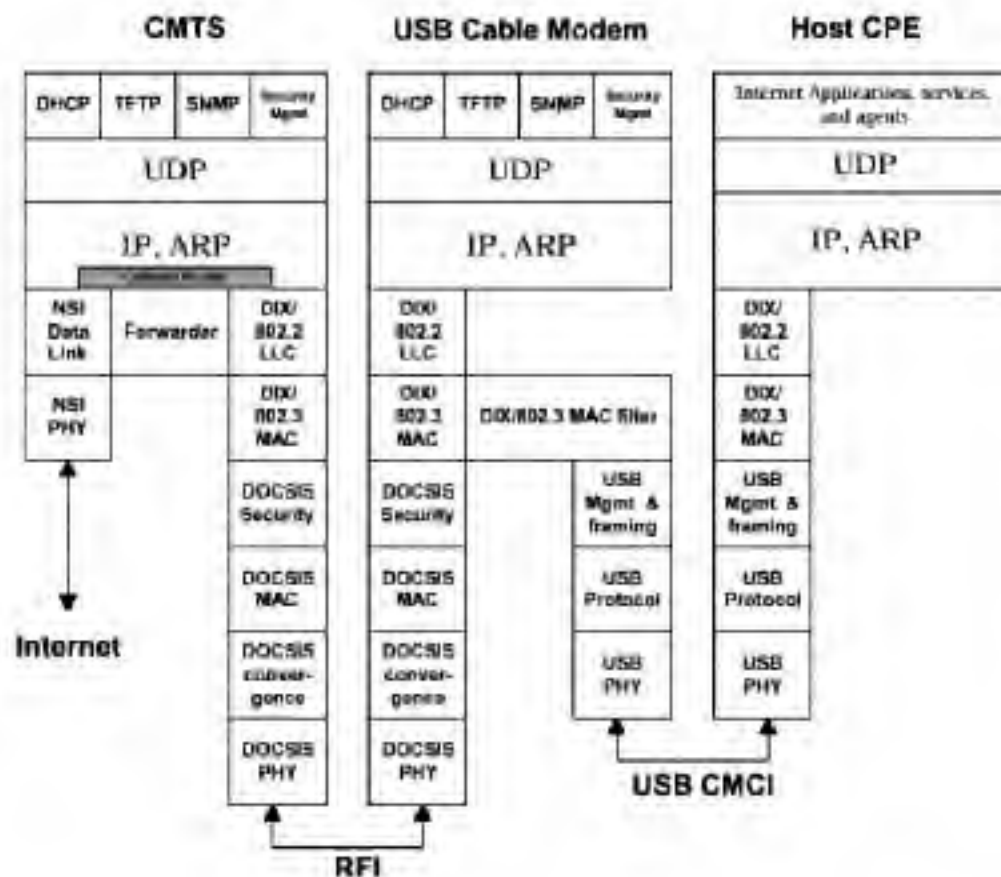 CMTS
USB Cable Modem
Host CPE
DHCP
TFTP
SNMP
Security
Mgmt
DHCP
TFTP
SNMP
Security
Mgmt
Internet Applications, services,
and agents
UDP
UDP
UDP
IP, ARP
IP, ARP
IP, ARP
NSI
Data
Link
Forwarder
DIX/
802.2
LLC
DIX/
802.2
LLC
DIX/
802.2
LLC
NSI
PHY
DIX/
802.3
MAC
DIX/
802.3
MAC
DIX/802.3 MAC filter
DIX/
802.3
MAC
DOCSIS
Security
DOCSIS
Security
USB
Mgmt &
framing
USB
Mgmt &
framing
DOCSIS
MAC
DOCSIS
MAC
USB
Protocol
USB
Protocol
Internet
DOCSIS
conver-
gence
DOCSIS
conver-
gence
USB
PHY
USB
PHY
DOCSIS
PHY
DOCSIS
PHY
USB CMCI
RFI